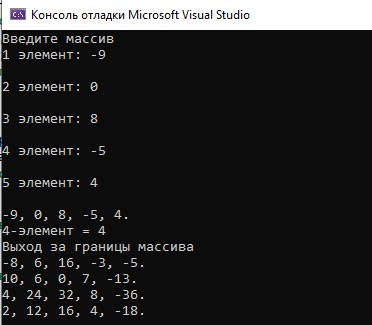 Консоль отладки Microsoft Visual Studio
Введите массив
1 элемент: -9
2 элемент: 0
3 элемент: 8
4 элемент: -5
5 элемент: 4
-9, 0, 8, -5, 4.
4-элемент = 4
Выход за границы массива
-8, 6, 16, -3, -5.
10, 6, 0, 7, -13.
4, 24, 32, 8, -36.
2, 12, 16, 4, -18.